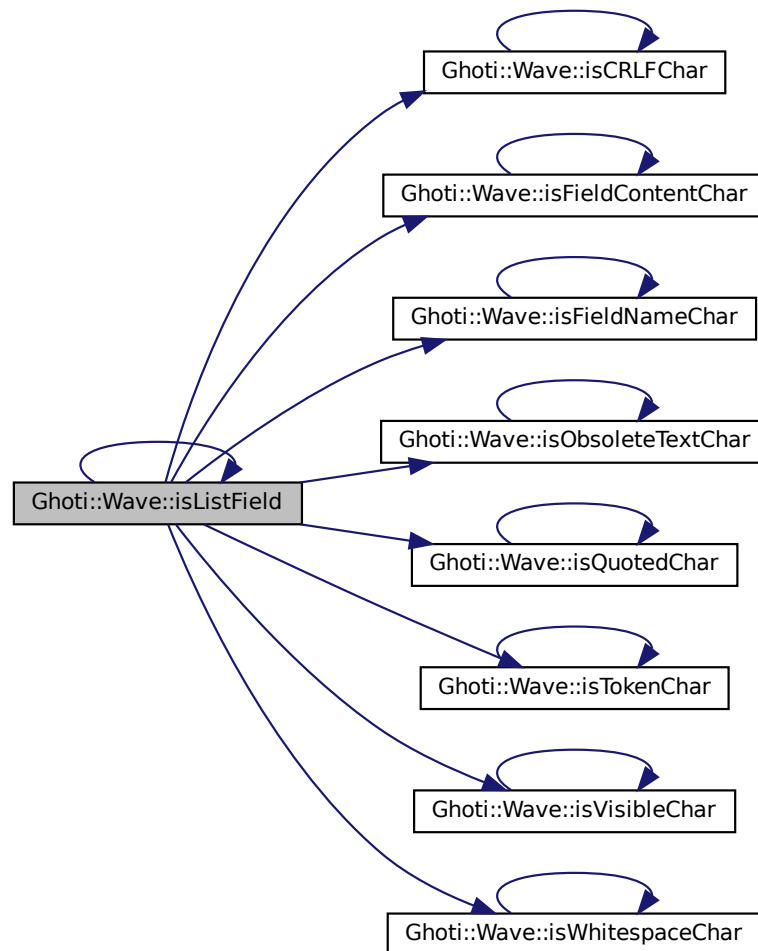 Ghoti::Wave::isCRLFChar
Ghoti::Wave::isFieldContentChar
Ghoti::Wave::isFieldNameChar
Ghoti::Wave::isObsoleteTextChar
Ghoti::Wave::isListField
Ghoti::Wave::isQuotedChar
Ghoti::Wave::isTokenChar
Ghoti::Wave::isVisibleChar
Ghoti::Wave::isWhitespaceChar